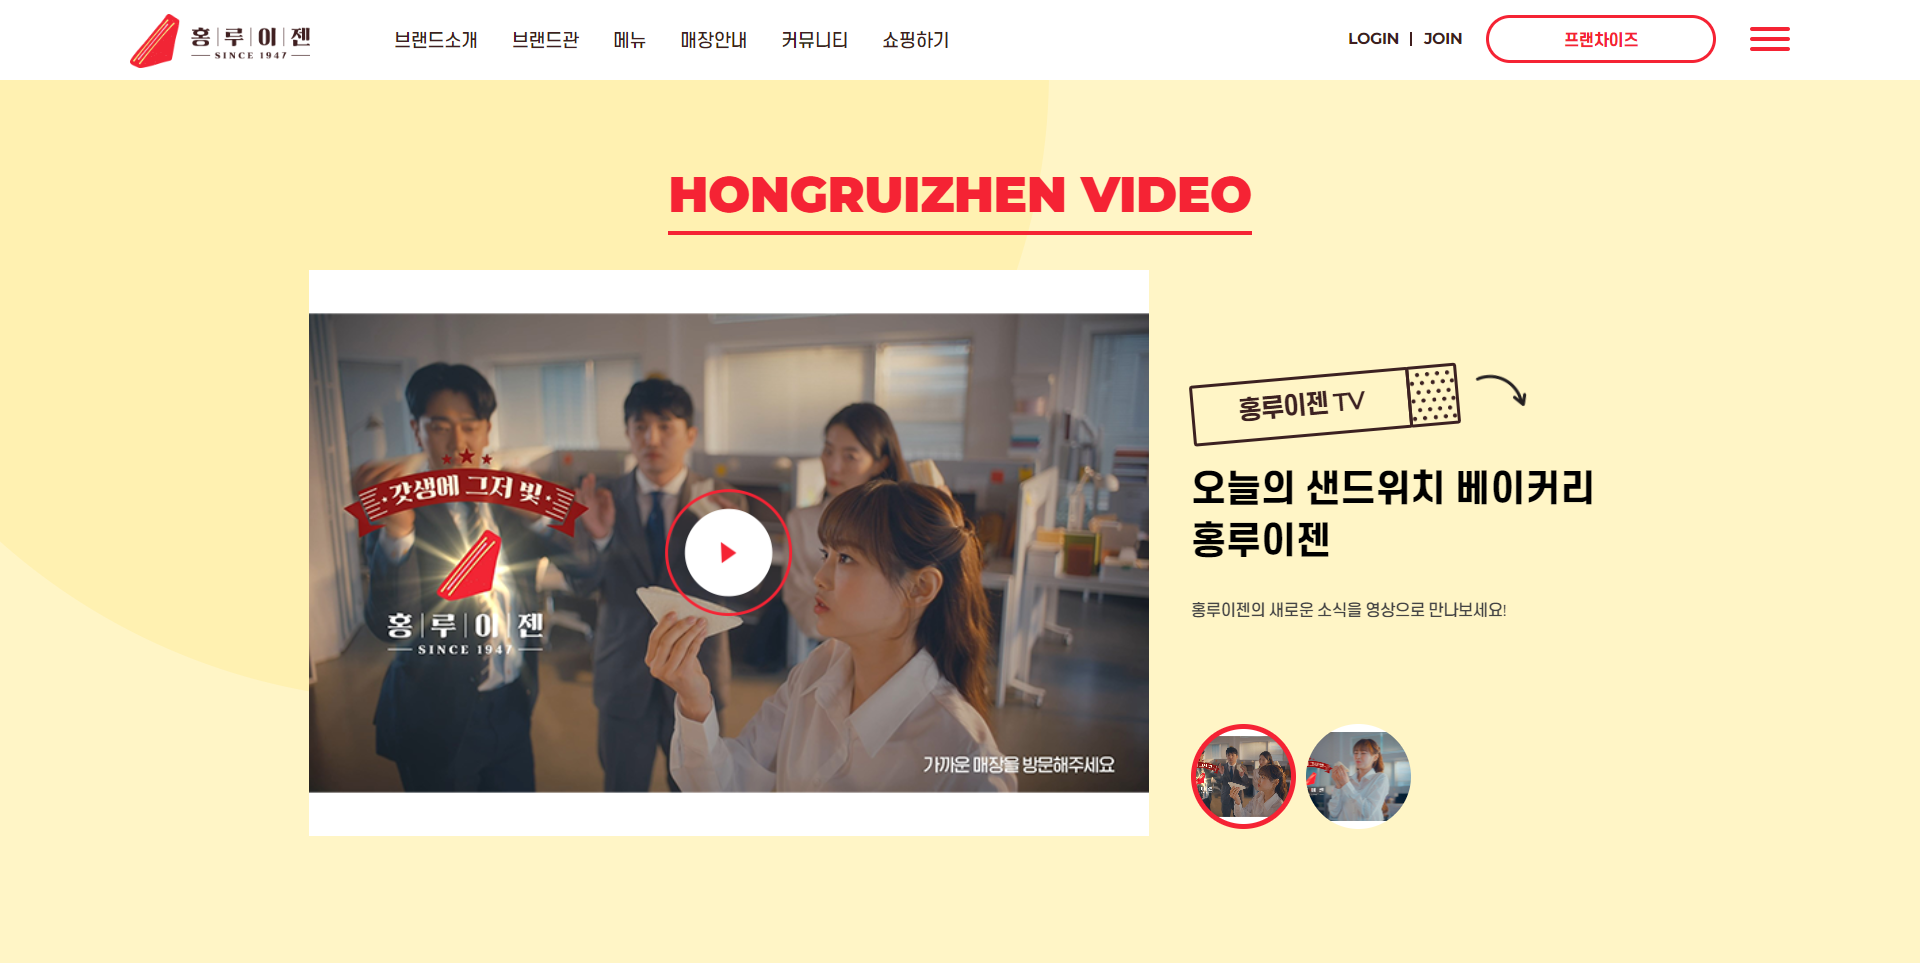 홍루이젠
SINCE 1947
브랜드소개 브랜드관 메뉴 매장안내 커뮤니티 쇼핑하기
LOGIN | JOIN
프랜차이즈
HONGRUIZHEN VIDEO
갓생에 그저 빛
홍루이젠
SINCE 1947
가까운 매장을 방문해주세요
홍루이젠 TV
오늘의 샌드위치 베이커리
홍루이젠
홍루이젠의 새로운 소식을 영상으로 만나보세요!